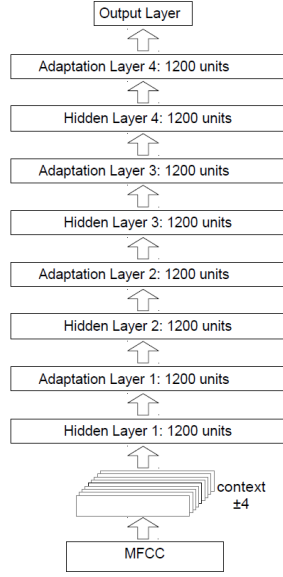 Output Layer
Adaptation Layer 4: 1200 units
Hidden Layer 4: 1200 units
Adaptation Layer 3: 1200 units
Hidden Layer 3: 1200 units
Adaptation Layer 2: 1200 units
Hidden Layer 2: 1200 units
Adaptation Layer 1: 1200 units
Hidden Layer 1: 1200 units
context
±4
MFCC